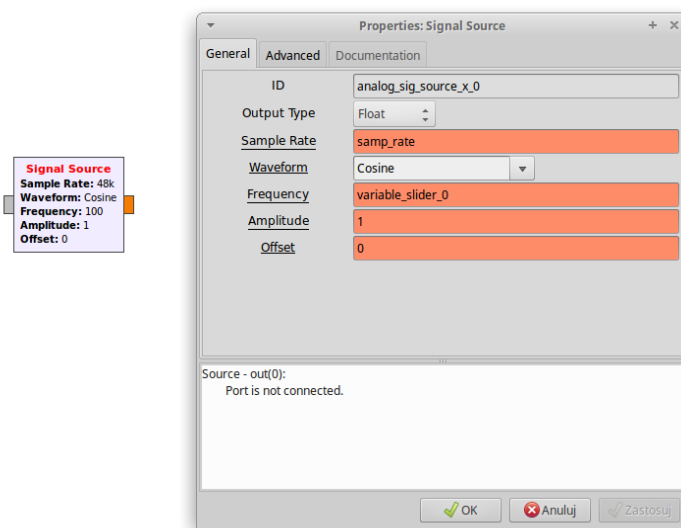 Properties: Signal Source
General Advanced Documentation
ID analog_sig_source_x_0
Output Type Float
Sample Rate samp_rate
Waveform Cosine
Frequency variable_slider_0
Amplitude 1
Offset 0
Signal Source
Sample Rate: 48k
Waveform: Cosine
Frequency: 100
Amplitude: 1
Offset: 0
Source - out(0):
Port is not connected.
OK Anuluj Zastosuj